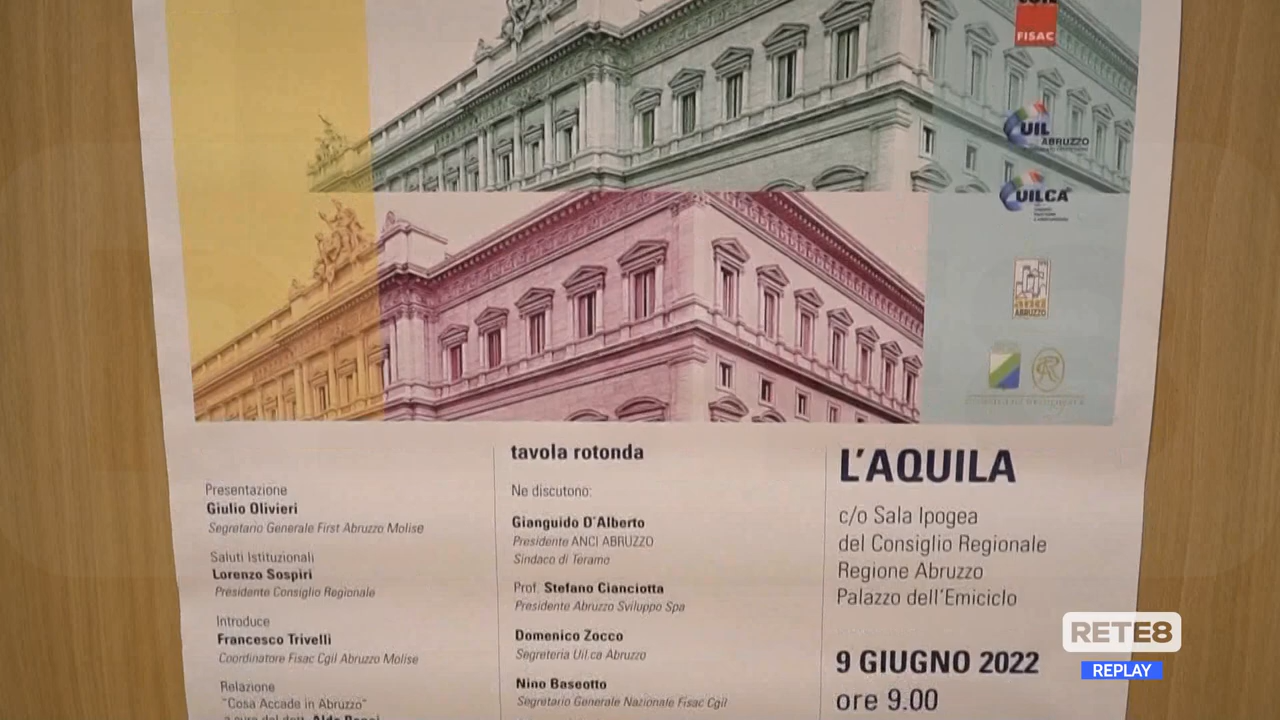 FISAC
UIL
ABRUZZO
UILCA
ABRUZZO
Presentazione
Giulio Olivieri
Segretario Generale First Abruzzo Molise
Saluti Istituzionali
Lorenzo Sospiri
Presidente Consiglio Regionale
Introduce
Francesco Trivelli
Coordinatore Fisac Cgil Abruzzo Molise
Relazione
"Cosa Accade in Abruzzo"
a cura del dott.
tavola rotonda
Ne discutono:
Gianguido D'Alberto
Presidente ANCI ABRUZZO
Sindaco di Teramo
Prof. Stefano Cianciotta
Presidente Abruzzo Sviluppo Spa
Domenico Zocco
Segreteria Uil.ca Abruzzo
Nino Baseotto
Segretario Generale Nazionale Fisac Cgil
L'AQUILA
c/o Sala Ipogea
del Consiglio Regionale
Regione Abruzzo
Palazzo dell'Emiciclo
9 GIUGNO 2022
ore 9.00
RETE8
REPLAY